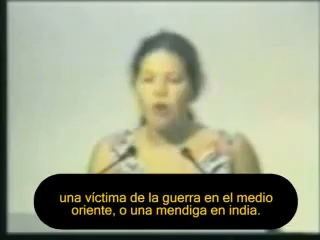 una víctima de la guerra en el medio
oriente, o una mendiga en india.